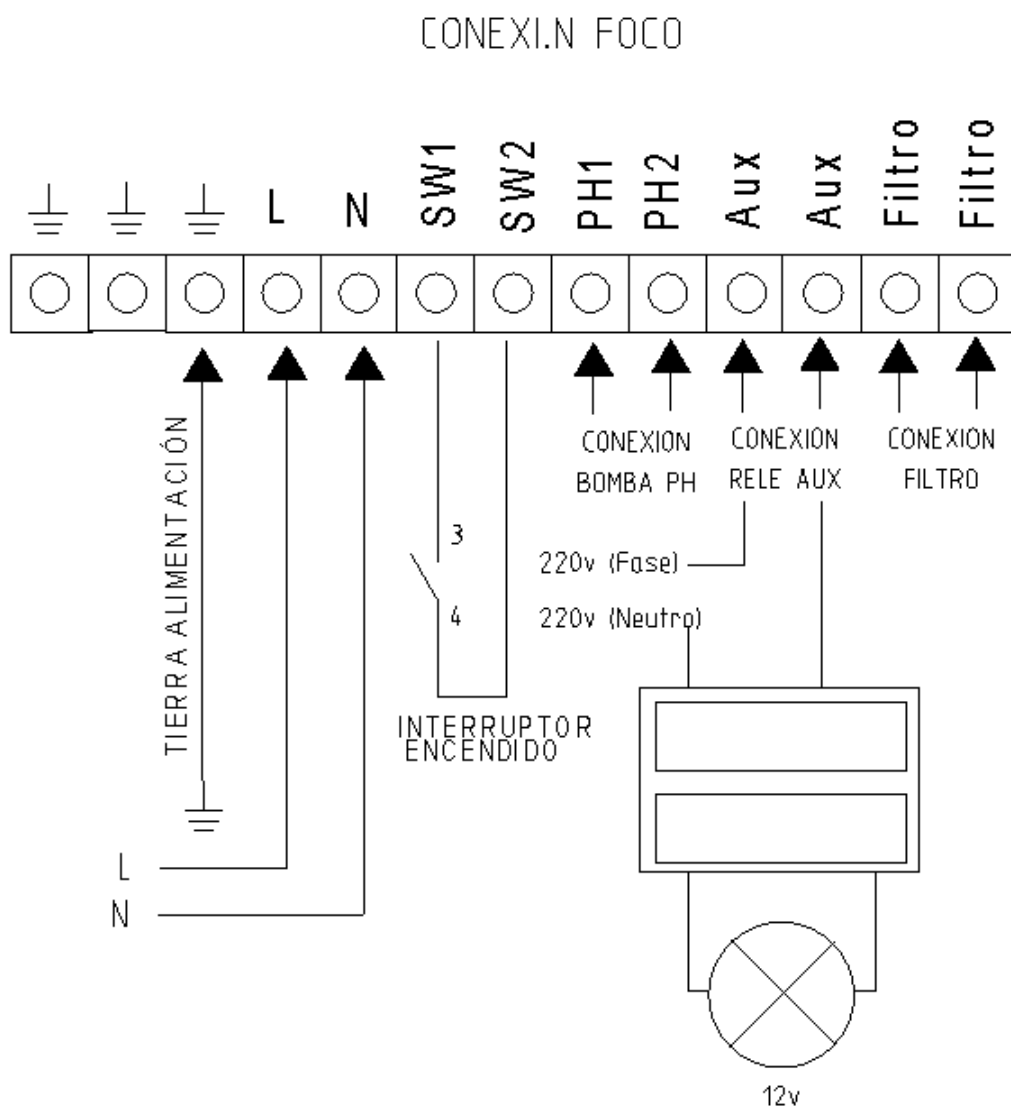 CONEXI.N FOCO
L
N
SW1
SW2
PH1
PH2
Aux
Aux
Filtro
Filtro
TIERRA ALIMENTACIÓN
CONEXION
BOMBA PH
CONEXION
RELE AUX
CONEXION
FILTRO
3
4
220v (Fase)
220v (Neutro)
INTERRUPTOR
ENCENDIDO
L
N
12v